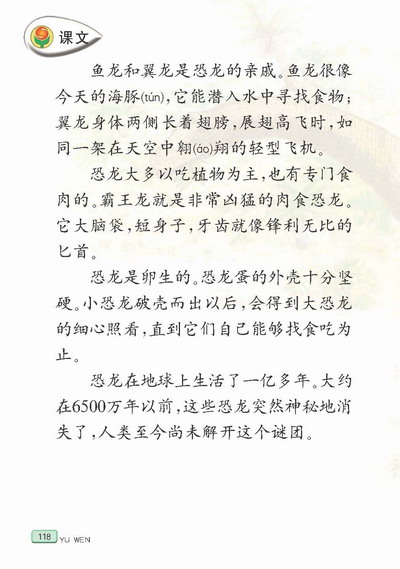 课文
鱼龙和翼龙是恐龙的亲戚。鱼龙很像
今天的海豚(tún),它能潜入水中寻找食物;
翼龙身体两侧长着翅膀,展翅高飞时,如
同一架在天空中翱(áo)翔的轻型飞机。
恐龙大多以吃植物为主,也有专门食
肉的。霸王龙就是非常凶猛的肉食恐龙。
它大脑袋,短身子,牙齿就像锋利无比的
匕首。
恐龙是卵生的。恐龙蛋的外壳十分坚
硬。小恐龙破壳而出以后,会得到大恐龙
的细心照看,直到它们自己能够找食吃为
止。
恐龙在地球上生活了一亿多年。大约
在6500万年以前,这些恐龙突然神秘地消
失了,人类至今尚未解开这个谜团。
118 YU WEN